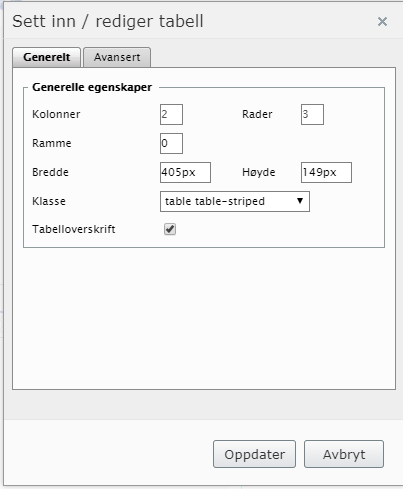 Sett inn / rediger tabell ×
Generelt Avansert
Generelle egenskaper
Kolonner 2 Rader 3
Ramme 0
Bredde 405px Høyde 149px
Klasse table table-striped
Tabelloverskrift
Oppdater Avbryt